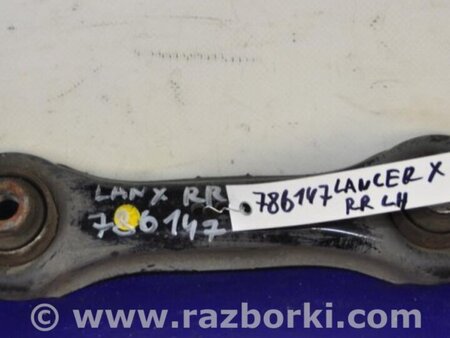 LANX RR
786147
786147 LANCER X
RR LH
www.razborki.com